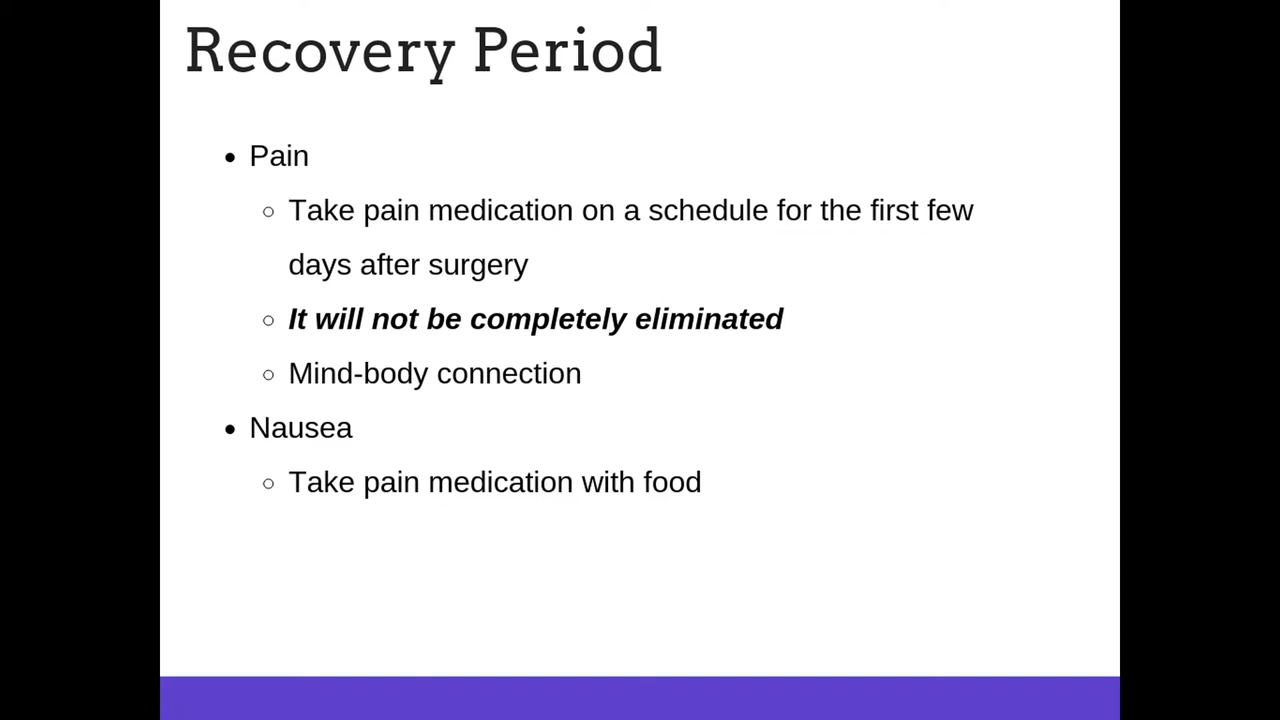 Recovery Period
• Pain
○ Take pain medication on a schedule for the first few
days after surgery
○ It will not be completely eliminated
○ Mind-body connection
• Nausea
○ Take pain medication with food